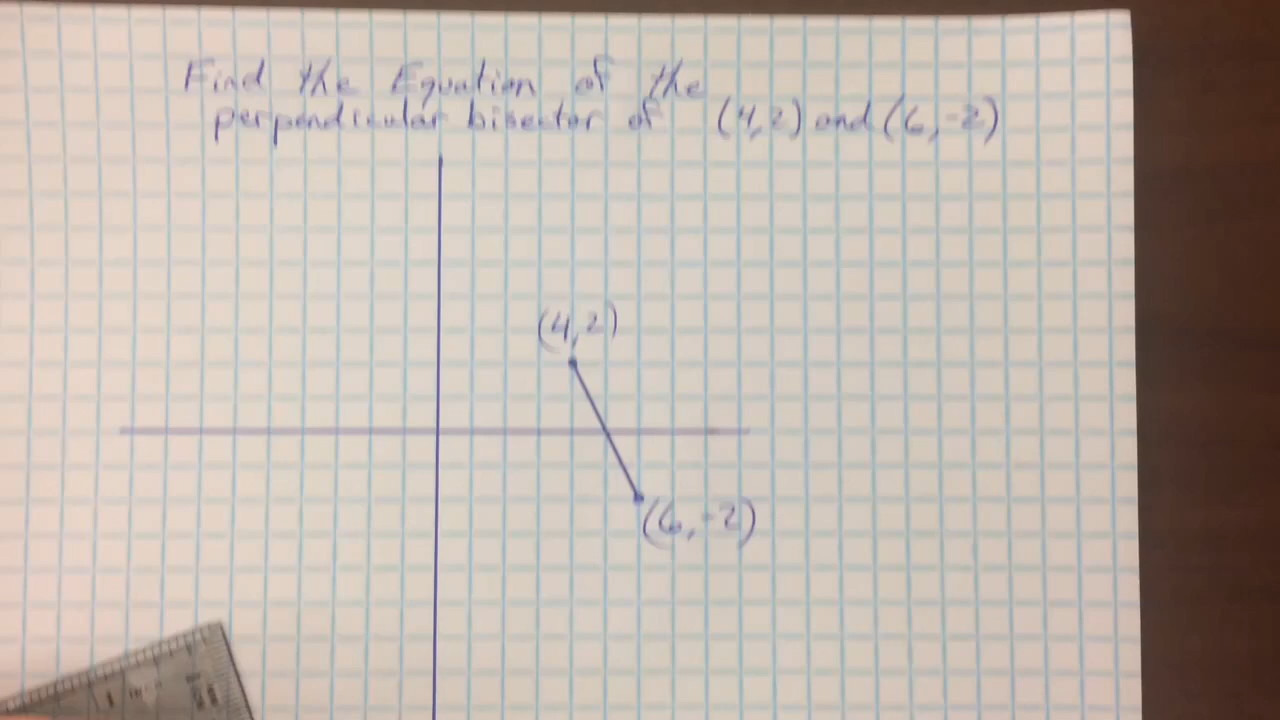 Find the Equation of the
perpendicular bisector of (4,2) and (6,-2)
(4,2)
(6,-2)